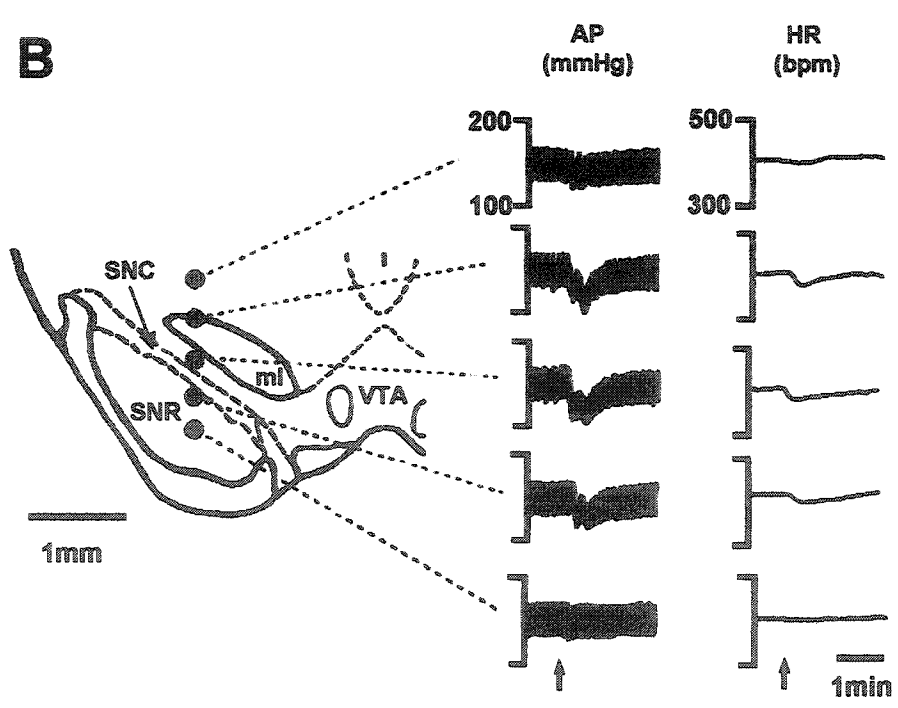 B
AP
(mmHg)
HR
(bpm)
200
100
500
300
SNC
ml
VTA
SNR
1mm
1min